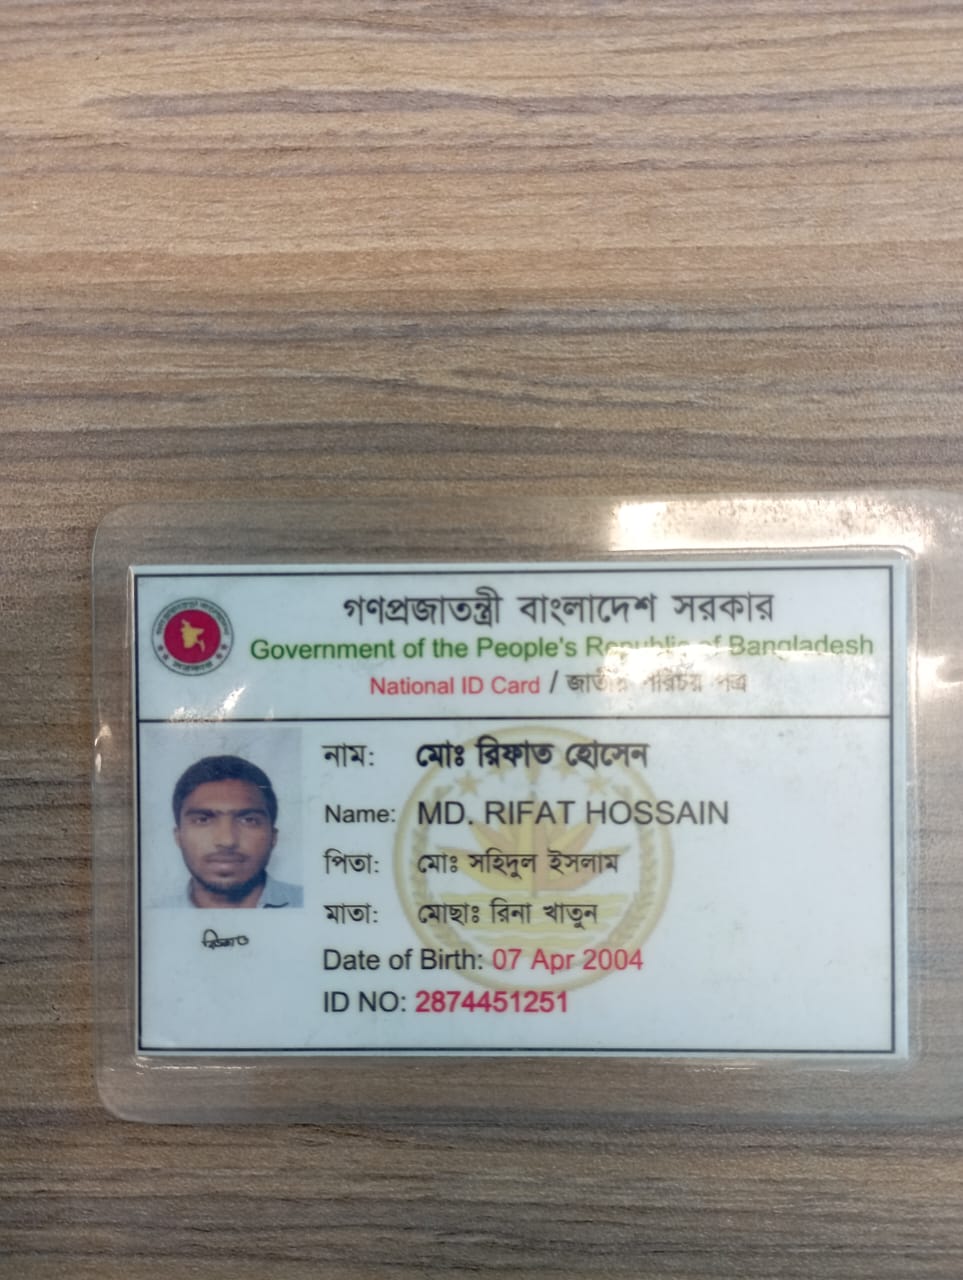 গণপ্রজাতন্ত্রী বাংলাদেশ সরকার
Government of the People's Republic of Bangladesh
National ID Card / জাতীয় পরিচয় পত্র
নাম: মোঃ রিফাত হোসেন
Name: MD. RIFAT HOSSAIN
পিতা: মোঃ সহিদুল ইসলাম
মাতা: মোছাঃ রিনা খাতুন
রিফাত
Date of Birth: 07 Apr 2004
ID NO: 2874451251